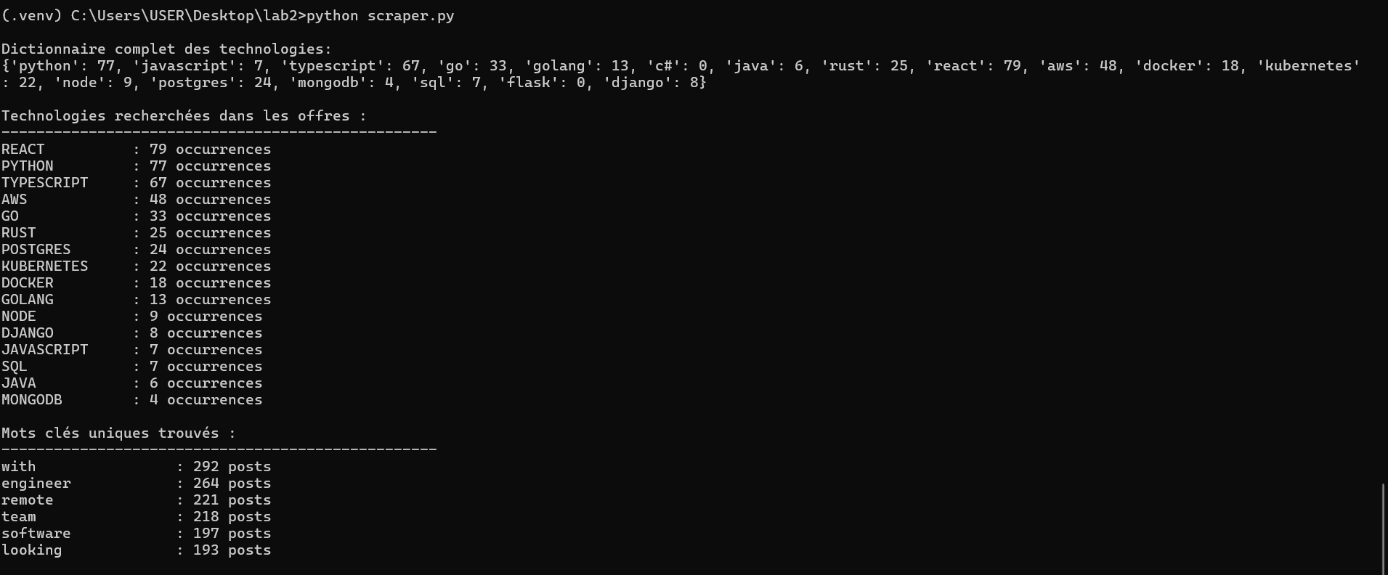 (.venv) C:\Users\USER\Desktop\lab2>python scraper.py
Dictionnaire complet des technologies:
{'python': 77, 'javascript': 7, 'typescript': 67, 'go': 33, 'golang': 13, 'c#': 0, 'java': 6, 'rust': 25, 'react': 79, 'aws': 48, 'docker': 18, 'kubernetes'
: 22, 'node': 9, 'postgres': 24, 'mongodb': 4, 'sql': 7, 'flask': 0, 'django': 8}
Technologies recherchées dans les offres :
--------------------------------------------------
REACT          : 79 occurrences
PYTHON         : 77 occurrences
TYPESCRIPT     : 67 occurrences
AWS            : 48 occurrences
GO             : 33 occurrences
RUST           : 25 occurrences
POSTGRES       : 24 occurrences
KUBERNETES     : 22 occurrences
DOCKER         : 18 occurrences
GOLANG         : 13 occurrences
NODE           : 9 occurrences
DJANGO         : 8 occurrences
JAVASCRIPT     : 7 occurrences
SQL            : 7 occurrences
JAVA           : 6 occurrences
MONGODB        : 4 occurrences
Mots clés uniques trouvés :
--------------------------------------------------
with                : 292 posts
engineer            : 264 posts
remote              : 221 posts
team                : 218 posts
software            : 197 posts
looking             : 193 posts